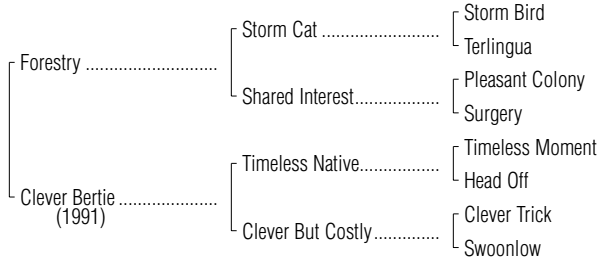 Storm Bird
Storm Cat ........................
Terlingua
Forestry ...........................
Pleasant Colony
Shared Interest.................
Surgery
Timeless Moment
Timeless Native................
Head Off
Clever Bertie ....................
(1991)
Clever Trick
Clever But Costly.............
Swoonlow